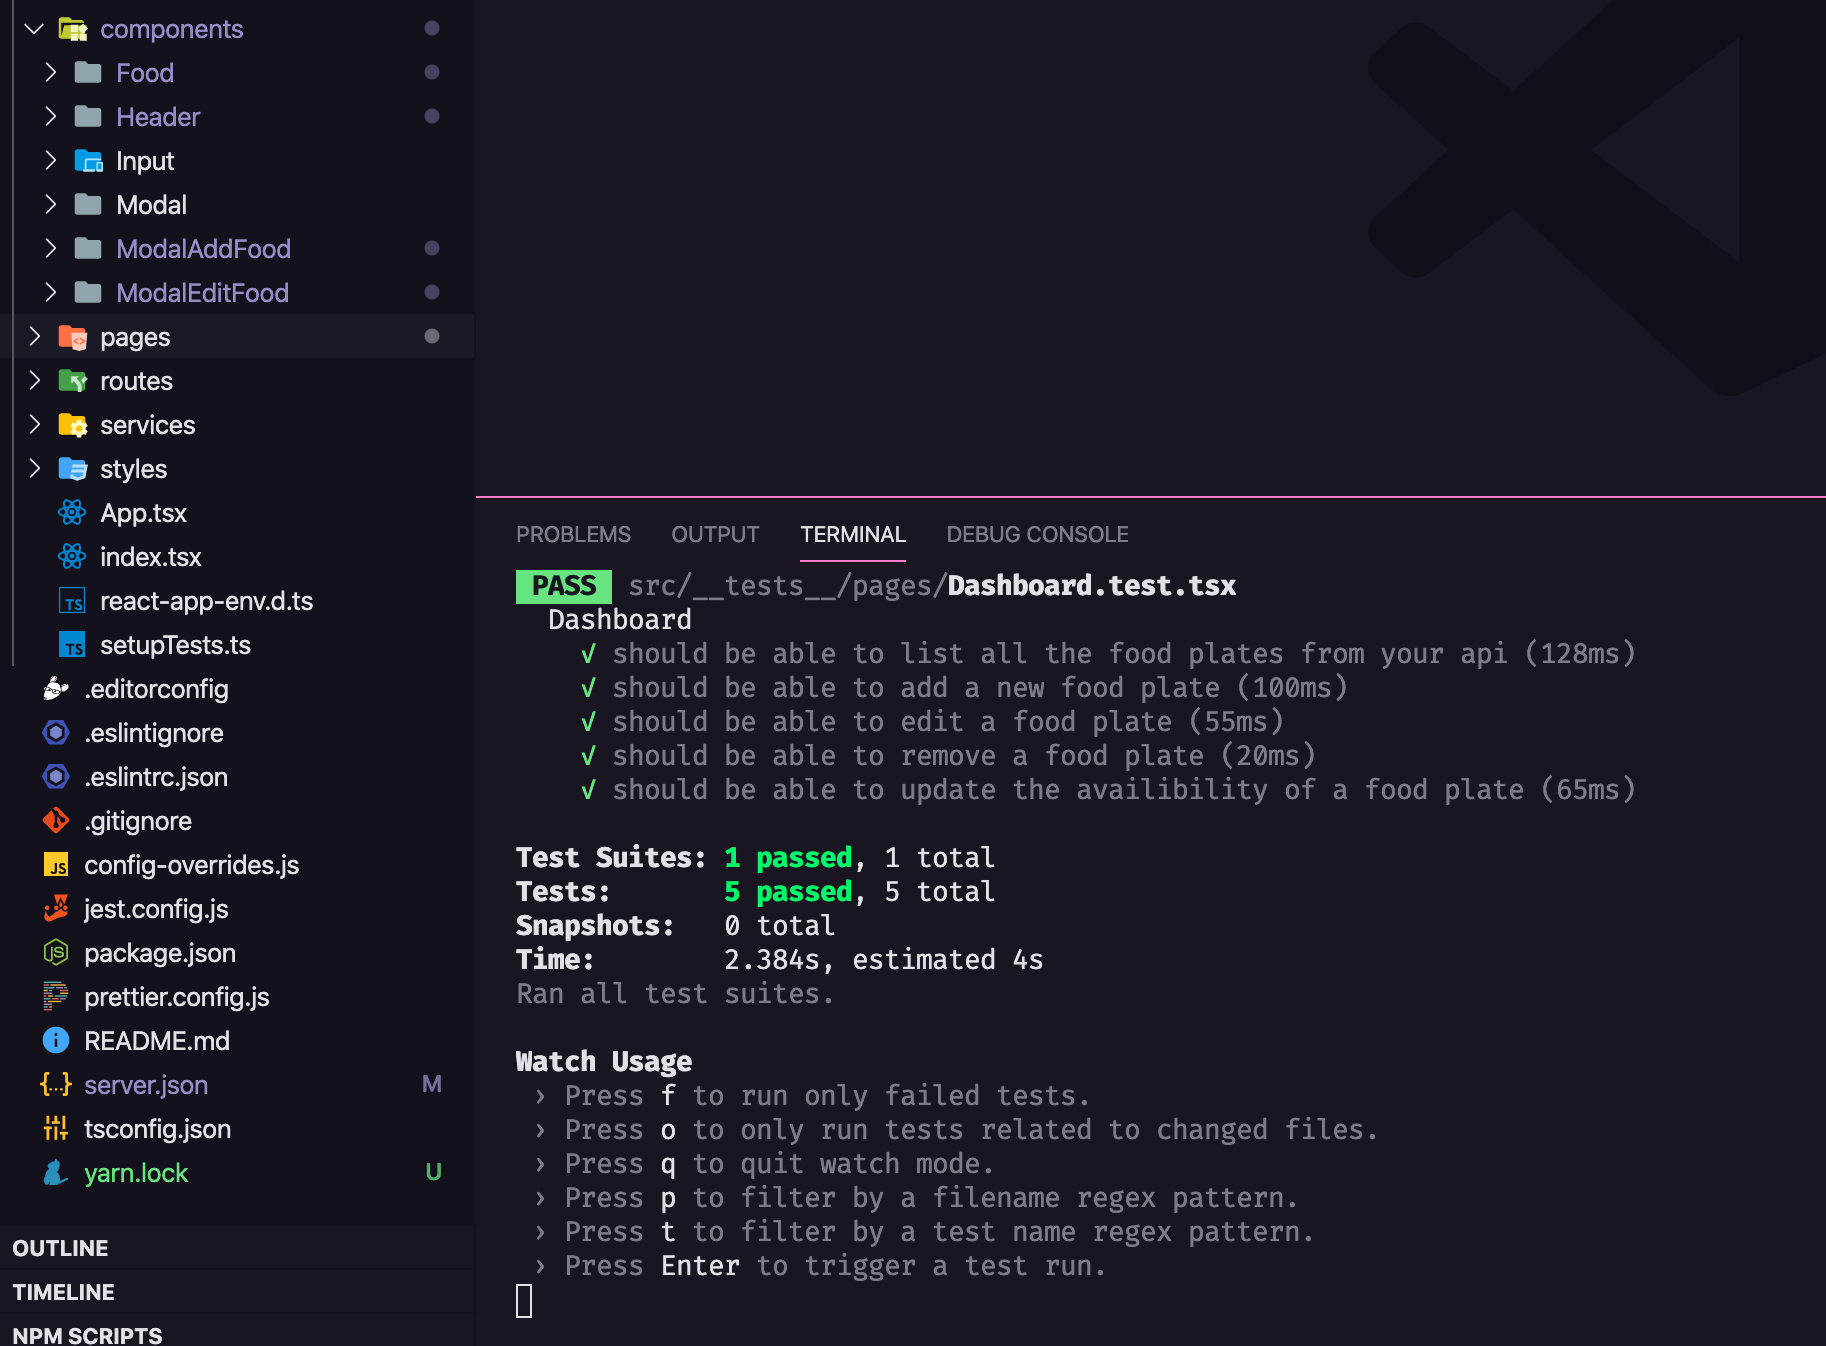 components
Food
Header
Input
Modal
ModalAddFood
ModalEditFood
pages
routes
services
styles
App.tsx
index.tsx
TS react-app-env.d.ts
TS setupTests.ts
.editorconfig
.eslintignore
.eslintrc.json
.gitignore
JS config-overrides.js
jest.config.js
JS package.json
prettier.config.js
i README.md
{...} server.json M
tsconfig.json
yarn.lock U
OUTLINE
TIMELINE
NPM SCRIPTS
PROBLEMS OUTPUT TERMINAL DEBUG CONSOLE
PASS src/__tests__/pages/Dashboard.test.tsx
Dashboard
√ should be able to list all the food plates from your api (128ms)
√ should be able to add a new food plate (100ms)
√ should be able to edit a food plate (55ms)
√ should be able to remove a food plate (20ms)
√ should be able to update the availibility of a food plate (65ms)
Test Suites: 1 passed, 1 total
Tests: 5 passed, 5 total
Snapshots: 0 total
Time: 2.384s, estimated 4s
Ran all test suites.
Watch Usage
› Press f to run only failed tests.
› Press o to only run tests related to changed files.
› Press q to quit watch mode.
› Press p to filter by a filename regex pattern.
› Press t to filter by a test name regex pattern.
› Press Enter to trigger a test run.